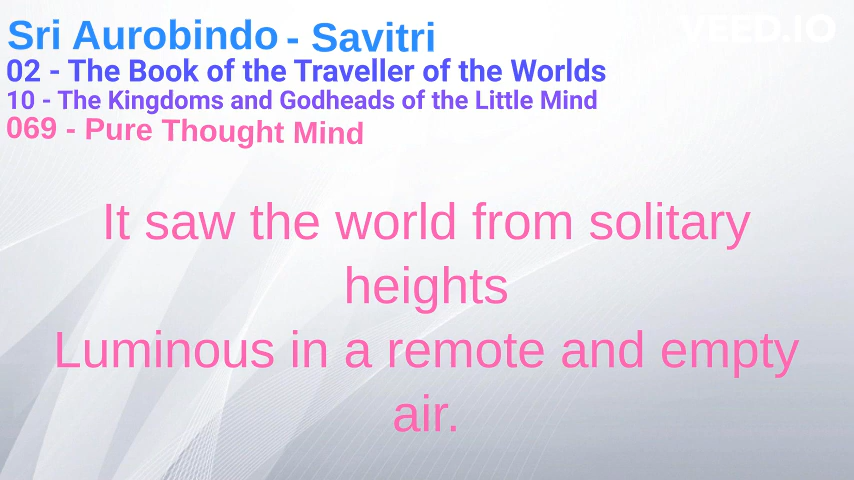 Sri Aurobindo - Savitri
VEED.IO
02 - The Book of the Traveller of the Worlds
10 - The Kingdoms and Godheads of the Little Mind
069 - Pure Thought Mind
It saw the world from solitary
heights
Luminous in a remote and empty
air.